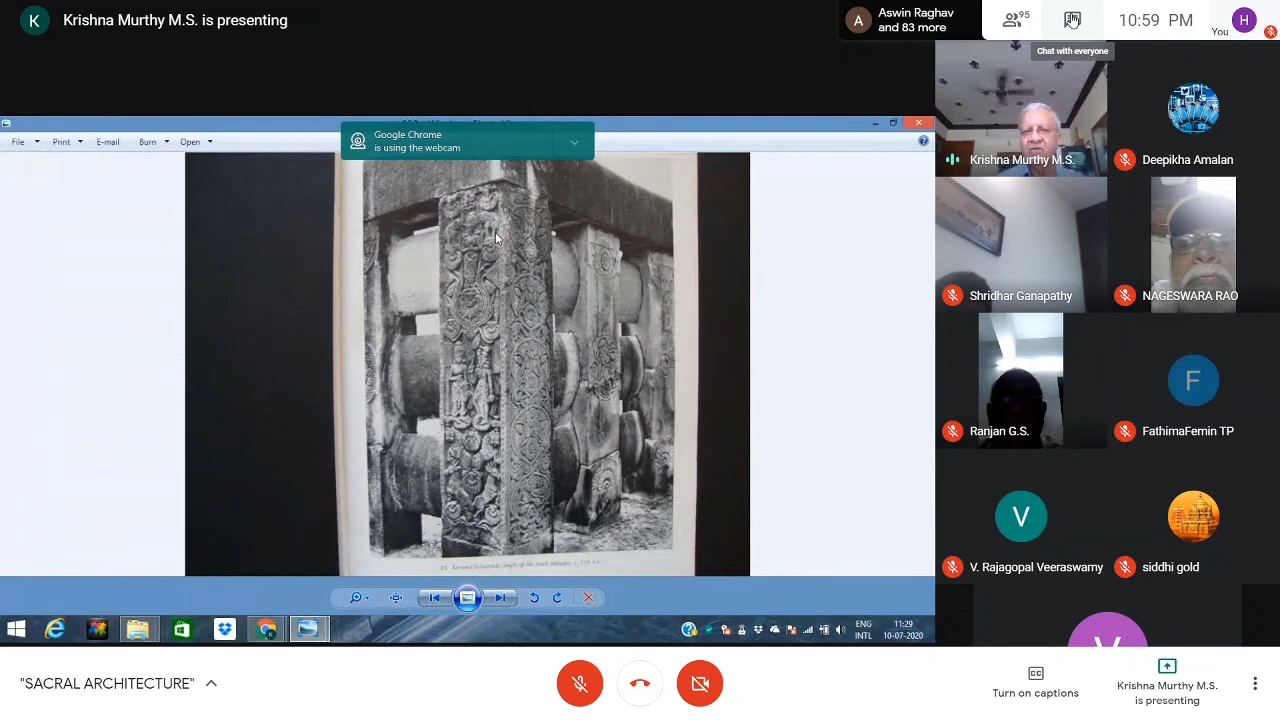 K
Krishna Murthy M.S. is presenting
A
Aswin Raghav
and 83 more
95
10:59 PM
You
H
Chat with everyone
Google Chrome
is using the webcam
File
Print
E-mail
Burn
Open
Krishna Murthy M.S.
Deepikha Amalan
Shridhar Ganapathy
NAGESWARA RAO
Ranjan G.S.
F
FathimaFemin TP
V
V. Rajagopal Veeraswamy
siddhi gold
ENG
INTL
11:29
10-07-2020
"SACRAL ARCHITECTURE"
CC
Turn on captions
Krishna Murthy M.S.
is presenting